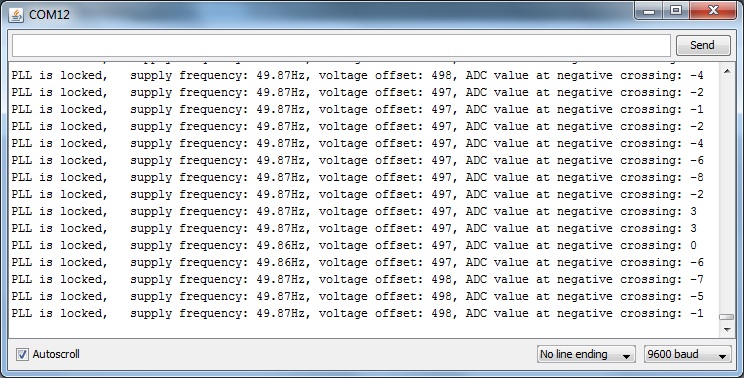 COM12
Send
PLL is locked,   supply frequency: 49.87Hz, voltage offset: 498, ADC value at negative crossing: -4
PLL is locked,   supply frequency: 49.87Hz, voltage offset: 497, ADC value at negative crossing: -2
PLL is locked,   supply frequency: 49.87Hz, voltage offset: 497, ADC value at negative crossing: -1
PLL is locked,   supply frequency: 49.87Hz, voltage offset: 497, ADC value at negative crossing: -2
PLL is locked,   supply frequency: 49.87Hz, voltage offset: 497, ADC value at negative crossing: -4
PLL is locked,   supply frequency: 49.87Hz, voltage offset: 497, ADC value at negative crossing: -6
PLL is locked,   supply frequency: 49.87Hz, voltage offset: 497, ADC value at negative crossing: -8
PLL is locked,   supply frequency: 49.87Hz, voltage offset: 497, ADC value at negative crossing: -2
PLL is locked,   supply frequency: 49.87Hz, voltage offset: 497, ADC value at negative crossing: 3
PLL is locked,   supply frequency: 49.87Hz, voltage offset: 497, ADC value at negative crossing: 3
PLL is locked,   supply frequency: 49.86Hz, voltage offset: 497, ADC value at negative crossing: 0
PLL is locked,   supply frequency: 49.86Hz, voltage offset: 497, ADC value at negative crossing: -6
PLL is locked,   supply frequency: 49.87Hz, voltage offset: 498, ADC value at negative crossing: -7
PLL is locked,   supply frequency: 49.87Hz, voltage offset: 498, ADC value at negative crossing: -5
PLL is locked,   supply frequency: 49.87Hz, voltage offset: 498, ADC value at negative crossing: -1
Autoscroll
No line ending
9600 baud